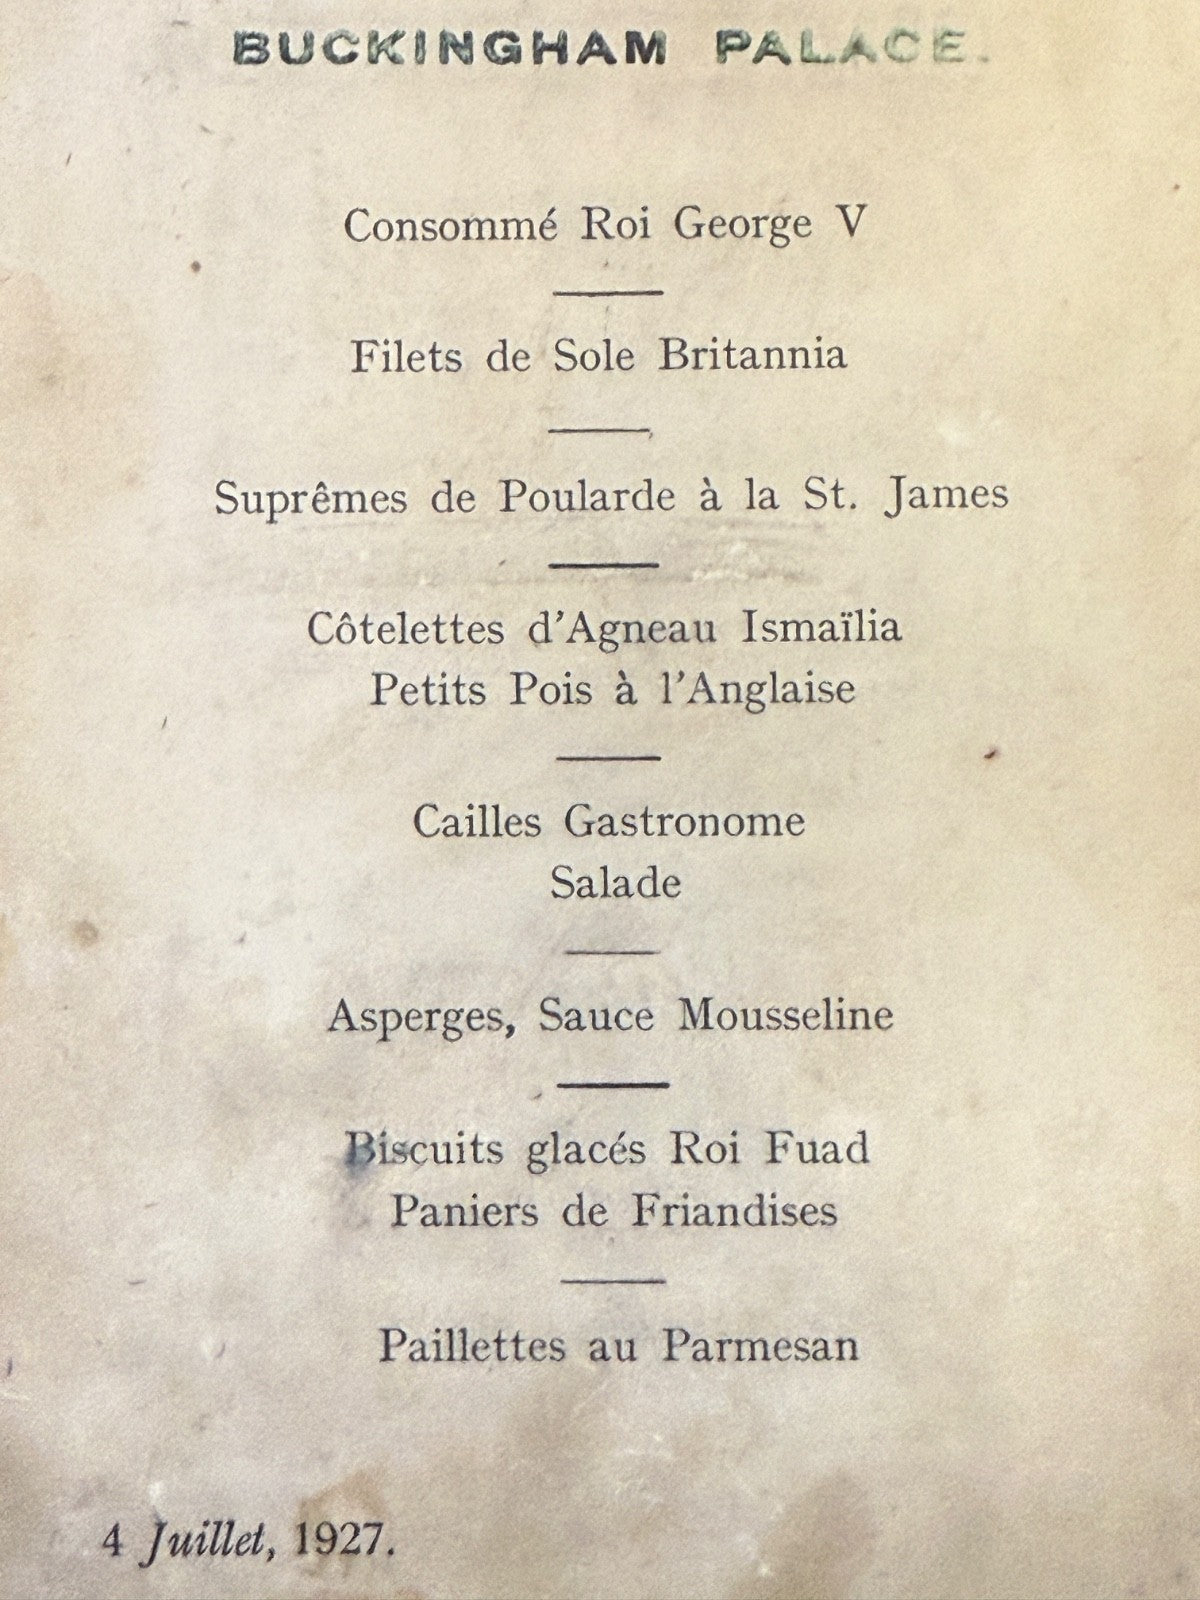 BUCKINGHAM PALACE.
Consommé Roi George V
Filets de Sole Britannia
Suprêmes de Poularde à la St. James
Côtelettes d'Agneau Ismaïlia
Petits Pois à l'Anglaise
Cailles Gastronome
Salade
Asperges, Sauce Mousseline
Biscuits glacés Roi Fuad
Paniers de Friandises
Paillettes au Parmesan
4 Juillet, 1927.